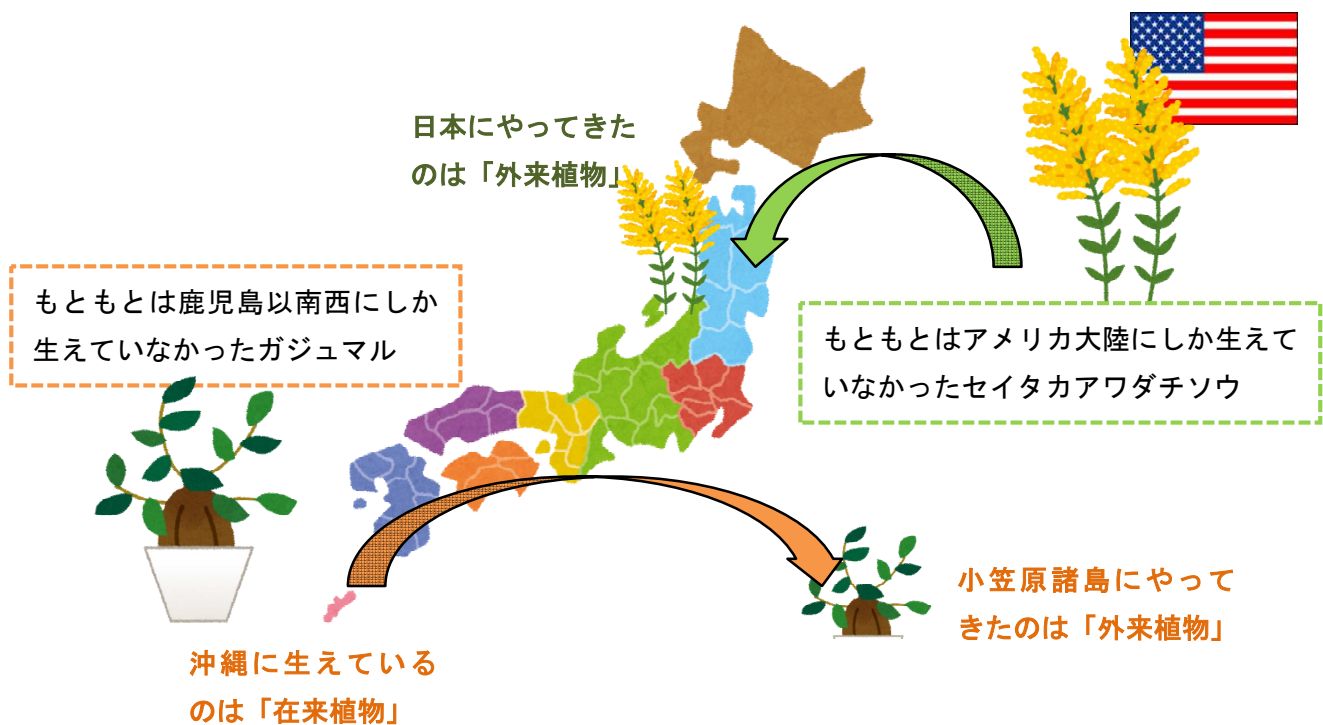 日本にやってきた
のは「外来植物」
もともとは鹿児島以南西にしか
生えていなかったガジュマル
もともとはアメリカ大陸にしか生えて
いなかったセイタカアワダチソウ
小笠原諸島にやって
きたのは「外来植物」
沖縄に生えている
のは「在来植物」